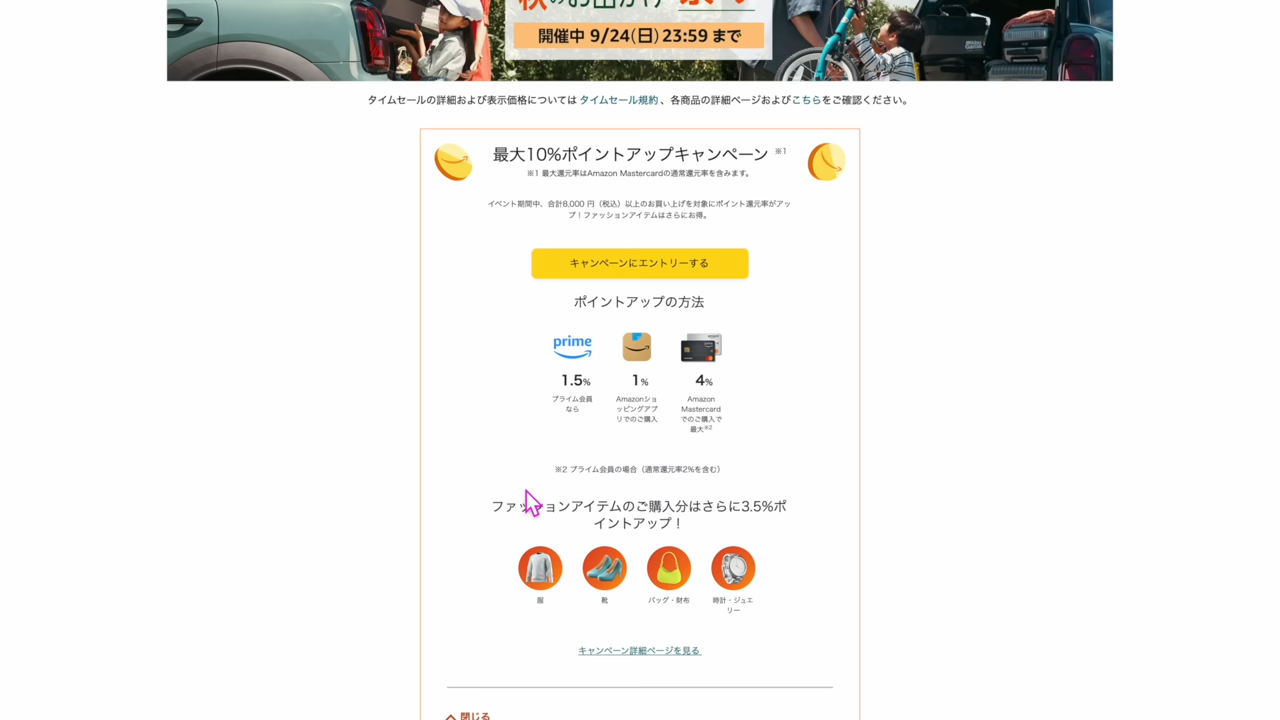 秋のお出かけ祭り
開催中 9/24(日) 23:59 まで
タイムセールの詳細および表示価格については タイムセール規約 、各商品の詳細ページおよびこちらをご確認ください。
最大10%ポイントアップキャンペーン ※1
※1 最大還元率はAmazon Mastercardの通常還元率を含みます。
イベント期間中、合計8,000 円（税込）以上のお買い上げを対象にポイント還元率がアッ
プ！ファッションアイテムはさらにお得。
キャンペーンにエントリーする
ポイントアップの方法
prime
1.5%
プライム会員
なら
1%
Amazonショ
ッピングアプ
リでのご購入
4%
Amazon
Mastercard
でのご購入で
最大※2
※2 プライム会員の場合（通常還元率2%を含む）
ファッションアイテムのご購入分はさらに3.5%ポ
イントアップ！
服
靴
バッグ・財布
時計・ジュエ
リー
キャンペーン詳細ページを見る
閉じる